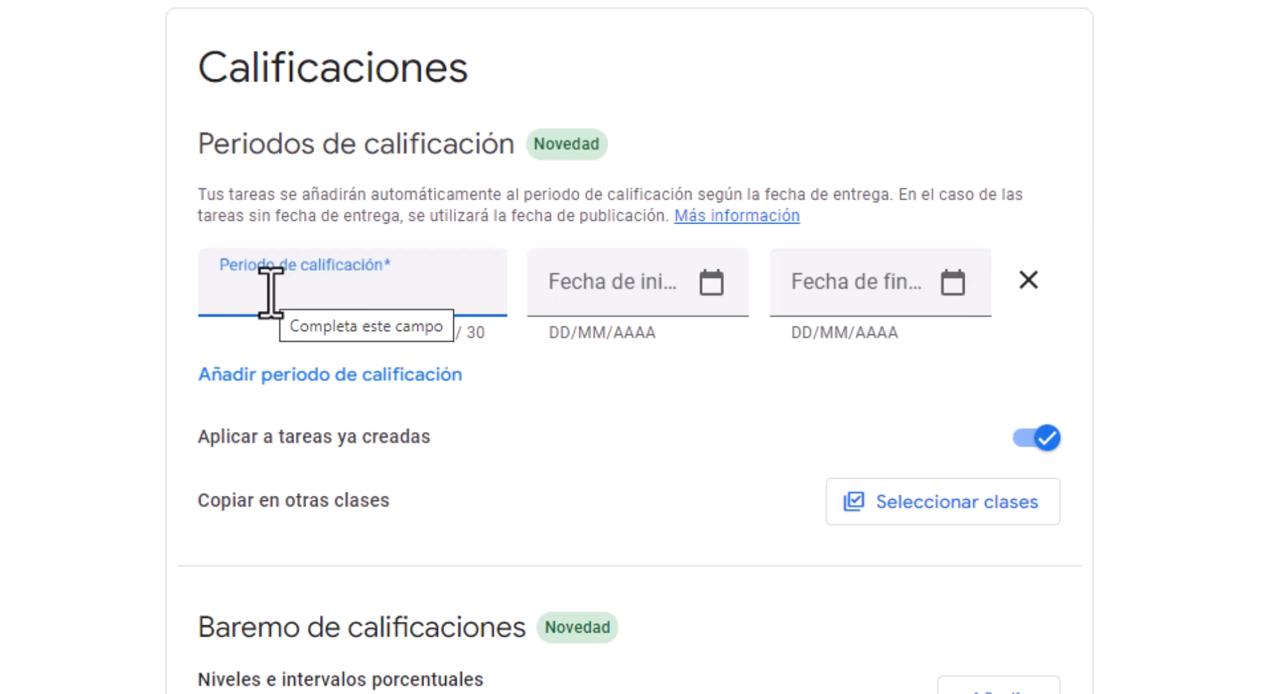 Calificaciones
Periodos de calificación Novedad
Tus tareas se añadirán automáticamente al periodo de calificación según la fecha de entrega. En el caso de las
tareas sin fecha de entrega, se utilizará la fecha de publicación. Más información
Periodo de calificación*
Fecha de ini...
Fecha de fin...
Completa este campo
/ 30
DD/MM/AAAA
DD/MM/AAAA
Añadir periodo de calificación
Aplicar a tareas ya creadas
Copiar en otras clases
Seleccionar clases
Baremo de calificaciones Novedad
Niveles e intervalos porcentuales